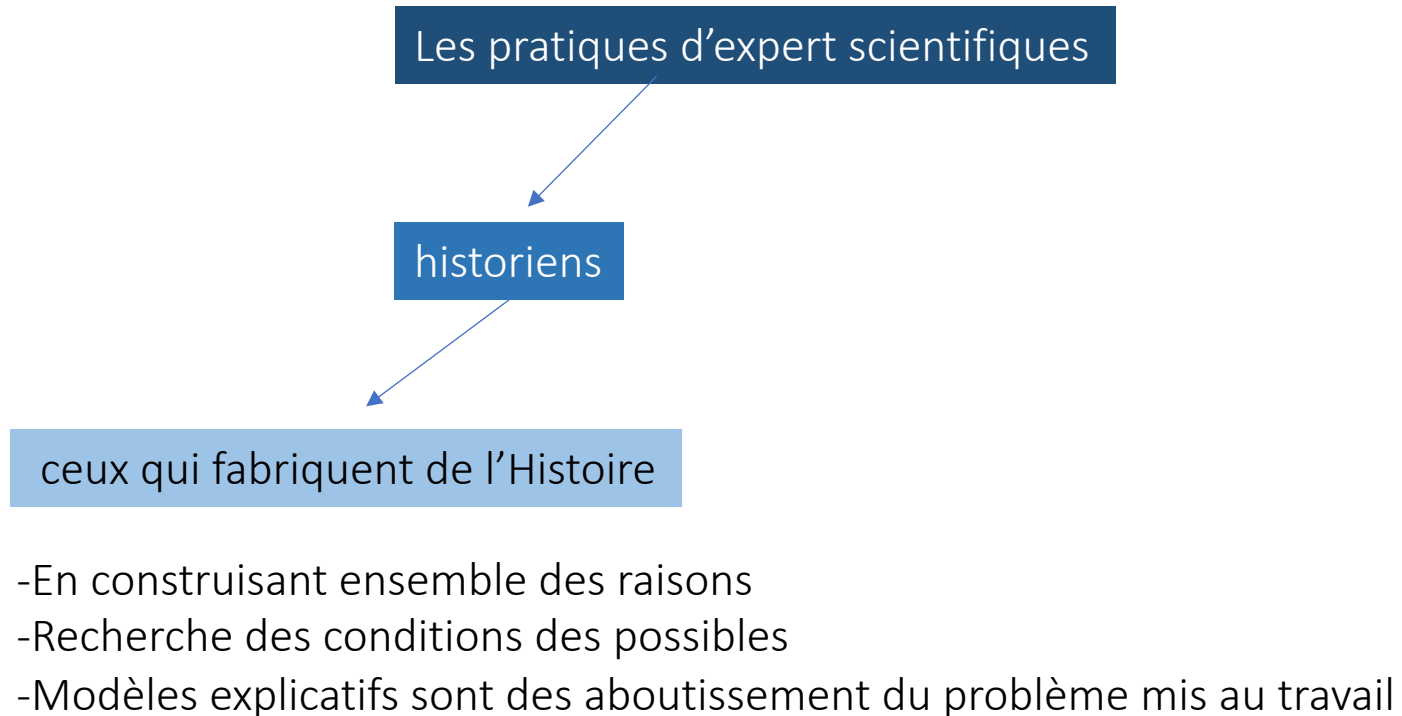 Les pratiques d’expert scientifiques
historiens
ceux qui fabriquent de l’Histoire
-En construisant ensemble des raisons
-Recherche des conditions des possibles
-Modèles explicatifs sont des aboutissement du problème mis au travail